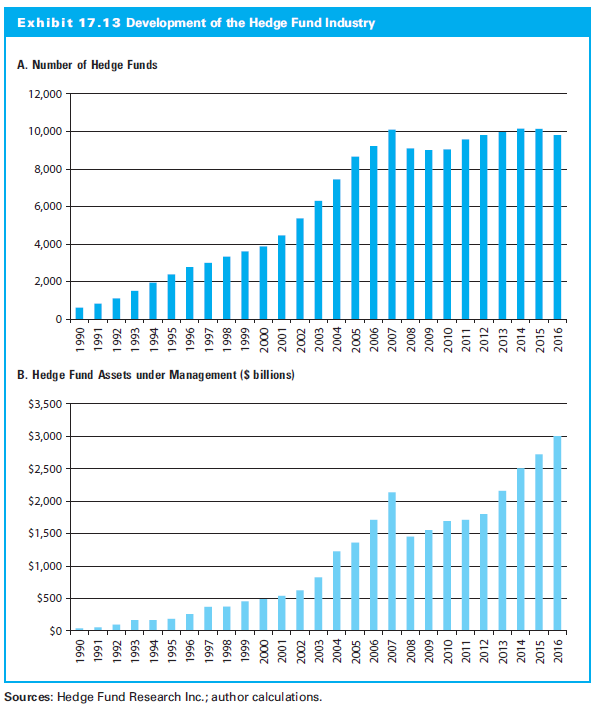 Exhibit 17.13 Development of the Hedge Fund Industry
A. Number of Hedge Funds
12,000
10,000
8,000
6,000
4,000
2,000
0
1990 1991 1992 1993 1994 1995 1996 1997 1998 1999 2000 2001 2002 2003 2004 2005 2006 2007 2008 2009 2010 2011 2012 2013 2014 2015 2016
B. Hedge Fund Assets under Management ($ billions)
$3,500
$3,000
$2,500
$2,000
$1,500
$1,000
$500
$0
1990 1991 1992 1993 1994 1995 1996 1997 1998 1999 2000 2001 2002 2003 2004 2005 2006 2007 2008 2009 2010 2011 2012 2013 2014 2015 2016
Sources: Hedge Fund Research Inc.; author calculations.